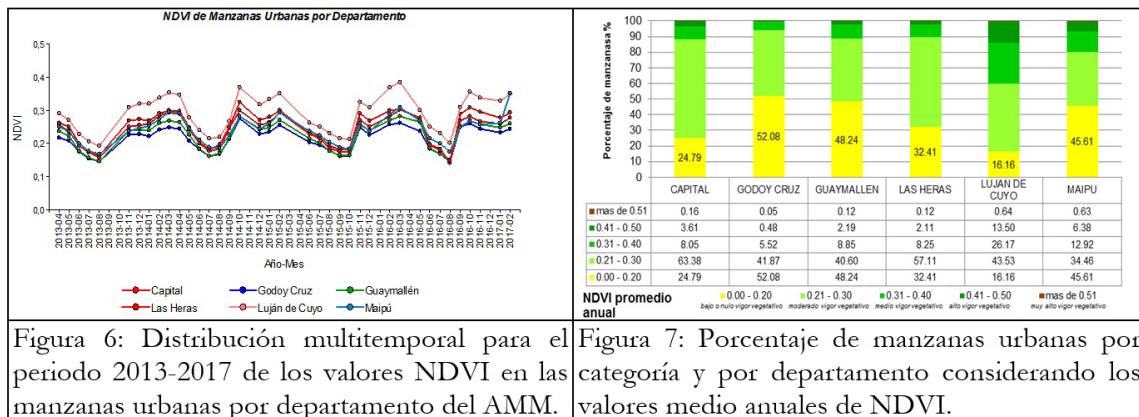 NDVI de Manzanas Urbanas por Departamento
NDVI
0,5
0,4
0,3
0,2
0,1
0,0
2013-04
2013-05
2013-06
2013-07
2013-08
2013-10
2013-11
2013-12
2014-01
2014-02
2014-03
2014-04
2014-05
2014-06
2014-07
2014-08
2014-09
2014-10
2014-11
2015-01
2015-02
2015-05
2015-06
2015-07
2015-09
2015-10
2016-01
2016-02
2016-03
2016-05
2016-06
2016-07
2016-08
2016-09
2016-10
2016-11
2016-12
2017-01
2017-02
Año-Mes
Capital Godoy Cruz Guaymallén
Las Heras Luján de Cuyo Maipú
Porcentaje de manzanasa %
100
90
80
70
60
50
40
30
20
10
0
24.79 52.08 48.24 32.41 16.16 45.61
CAPITAL GODOY CRUZ GUAYMALLEN LAS HERAS LUJAN DE CUYO MAIPU
mas de 0.51 0.16 0.05 0.12 0.12 0.64 0.63
0.41 - 0.50 3.61 0.48 2.19 2.11 13.50 6.38
0.31 - 0.40 8.05 5.52 8.85 8.25 26.17 12.92
0.21 - 0.30 63.38 41.87 40.60 57.11 43.53 34.46
0.00 - 0.20 24.79 52.08 48.24 32.41 16.16 45.61
NDVI promedio anual
0.00 - 0.20 0.21 - 0.30 0.31 - 0.40 0.41 - 0.50 mas de 0.51
bajo o nulo vigor vegetativo moderado vigor vegetativo medio vigor vegetativo alto vigor vegetativo muy alto vigor vegetativo
Figura 6: Distribución multitemporal para el
periodo 2013-2017 de los valores NDVI en las
manzanas urbanas por departamento del AMM.
Figura 7: Porcentaje de manzanas urbanas por
categoría y por departamento considerando los
valores medio anuales de NDVI.